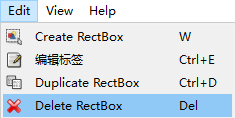 Edit View Help
Create RectBox W
编辑标签 Ctrl+E
Duplicate RectBox Ctrl+D
Delete RectBox Del